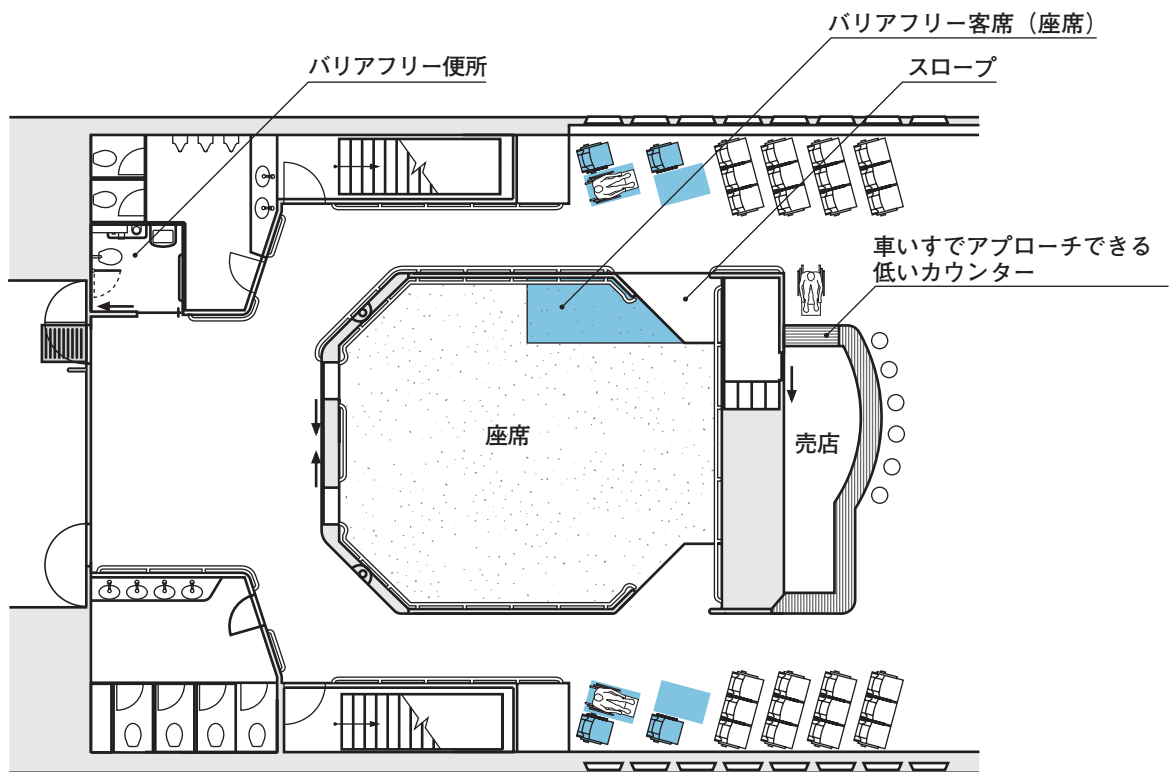 バリアフリー客席（座席）
バリアフリー便所
スロープ
車いすでアプローチできる
低いカウンター
座席
売店